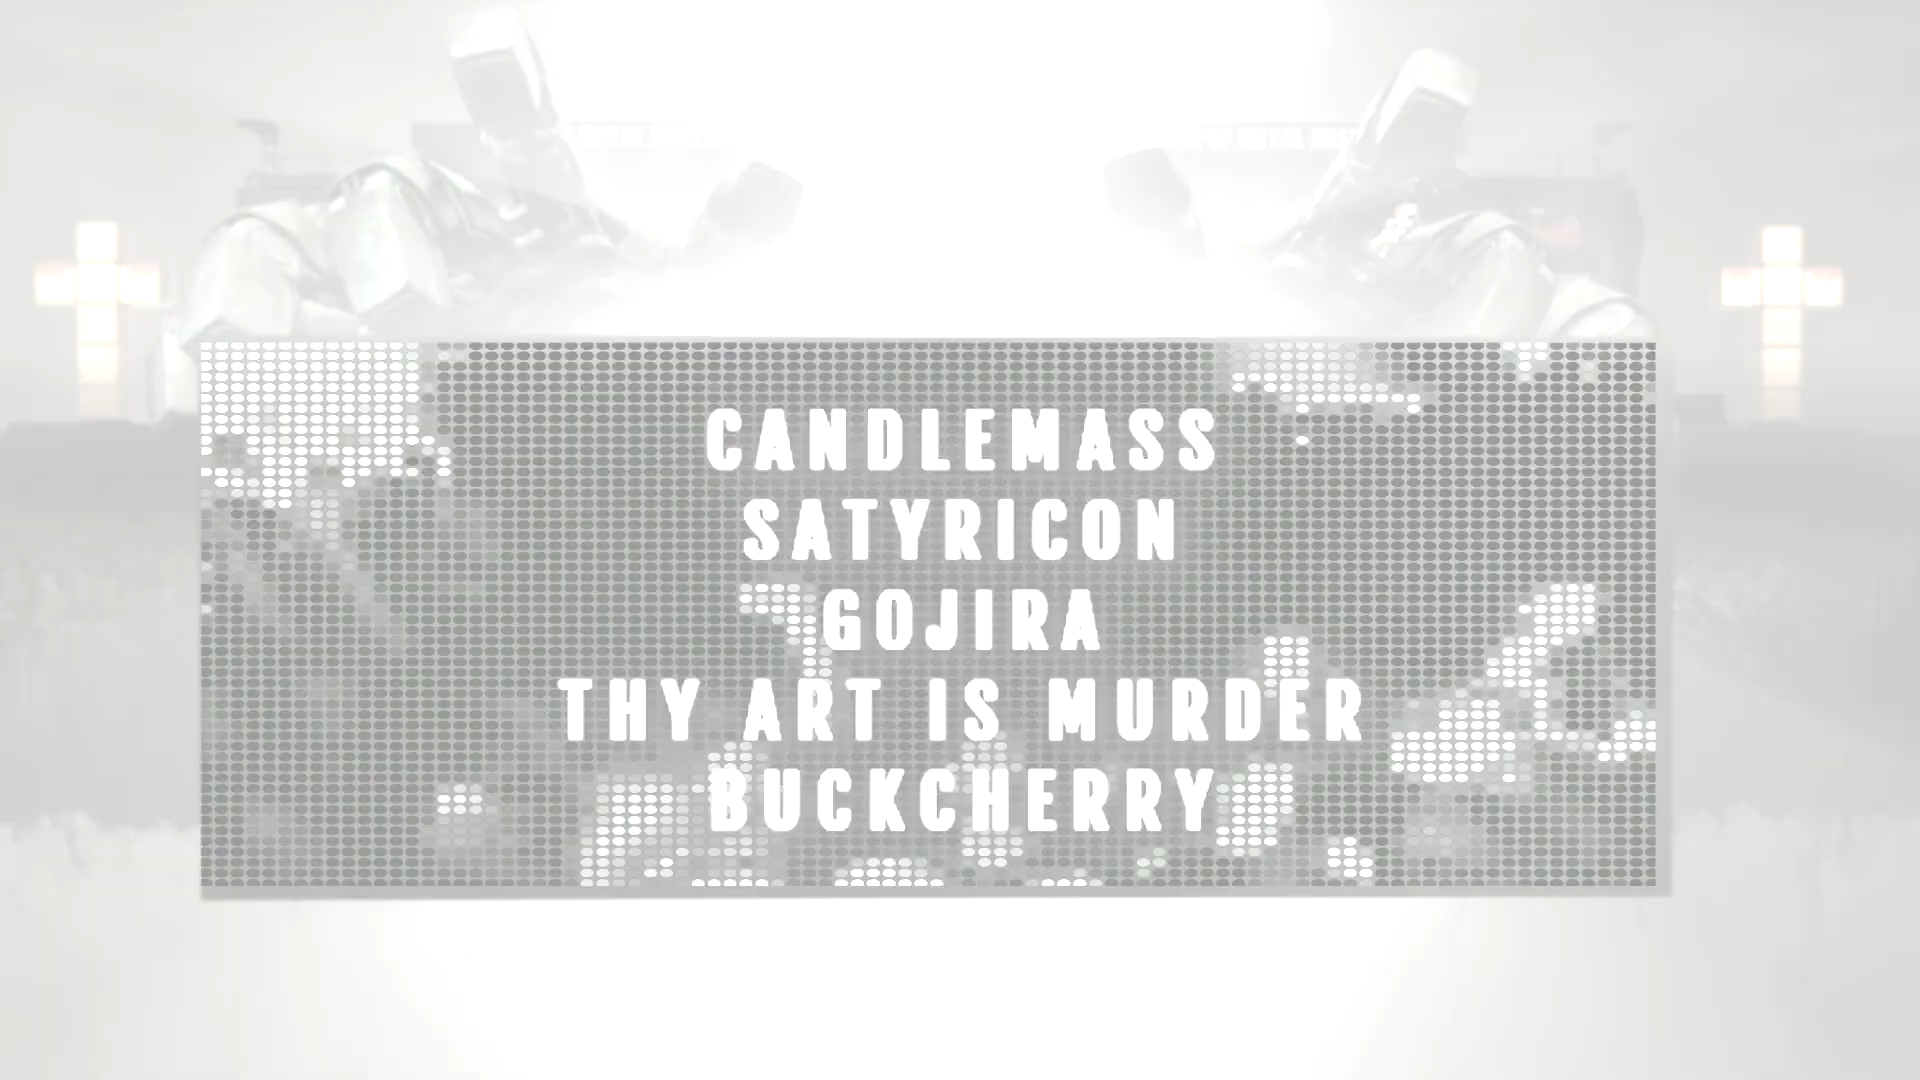 CANDLEMASS
SATYRICON
GOJIRA
THY ART IS MURDER
BUCKCHERRY